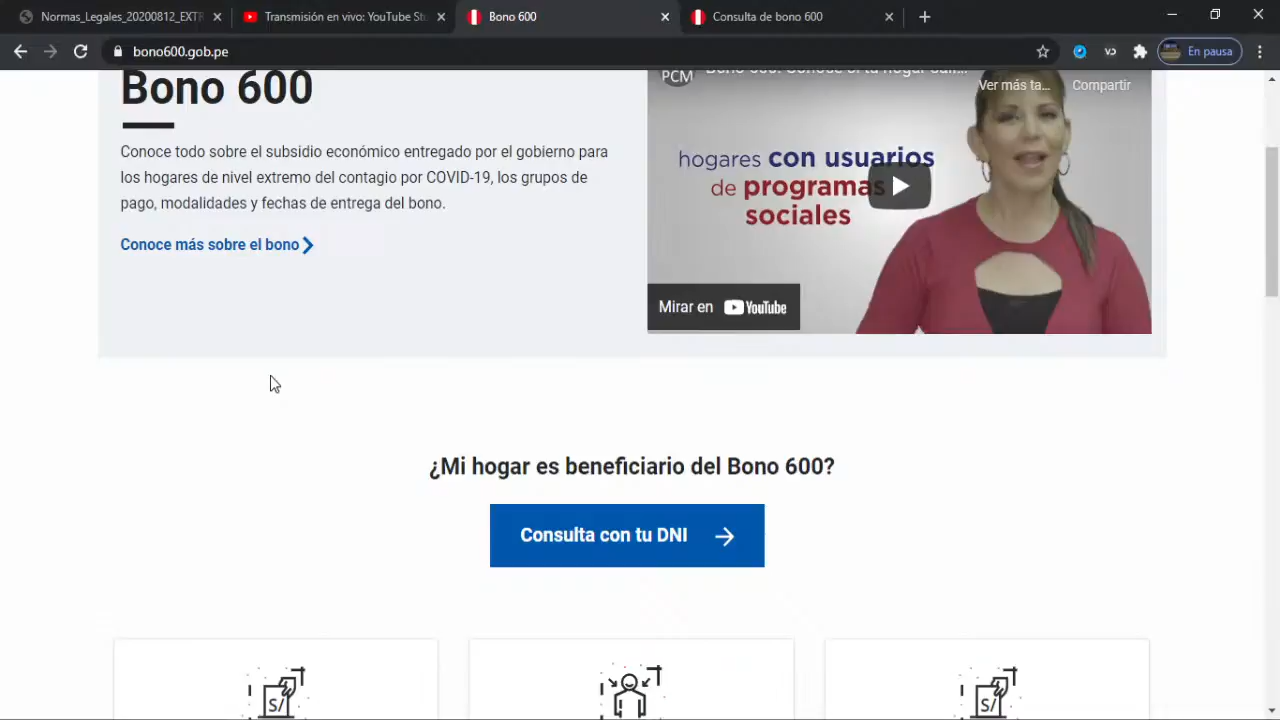 Normas_Legales_20200812_EXTR
Transmisión en vivo: YouTube St
Bono 600
Consulta de bono 600
bono600.gob.pe
En pausa
Bono 600
Conoce todo sobre el subsidio económico entregado por el gobierno para
los hogares de nivel extremo del contagio por COVID-19, los grupos de
pago, modalidades y fechas de entrega del bono.
Conoce más sobre el bono
PCM
Ver más ta...
Compartir
hogares con usuarios
de programas
sociales
Mirar en YouTube
¿Mi hogar es beneficiario del Bono 600?
Consulta con tu DNI
S/
S/